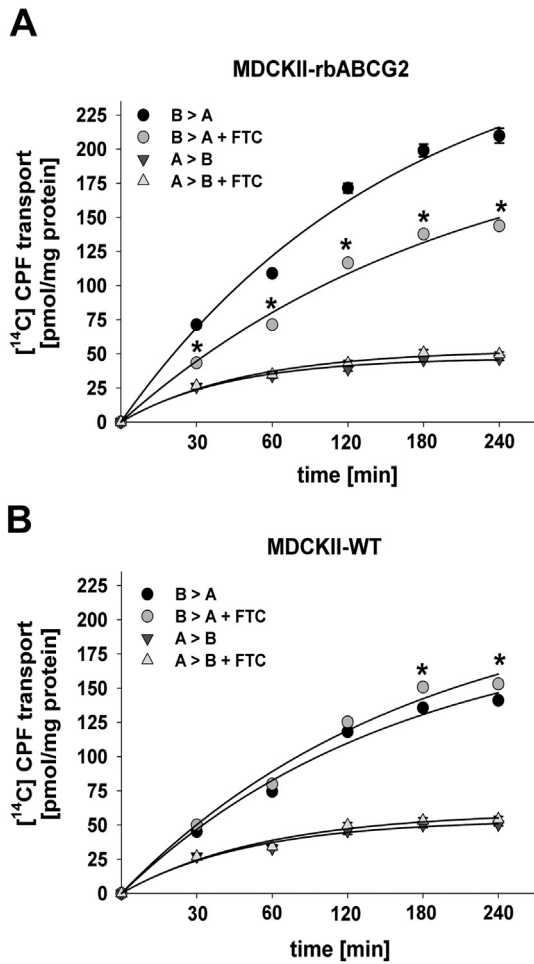 A
MDCKII-rbABCG2
B > A
B > A + FTC
A > B
A > B + FTC
225
200
175
150
125
100
75
50
25
0
[¹⁴C] CPF transport
[pmol/mg protein]
* * * * *
30 60 120 180 240
time [min]
B
MDCKII-WT
B > A
B > A + FTC
A > B
A > B + FTC
225
200
175
150
125
100
75
50
25
0
[¹⁴C] CPF transport
[pmol/mg protein]
* *
30 60 120 180 240
time [min]